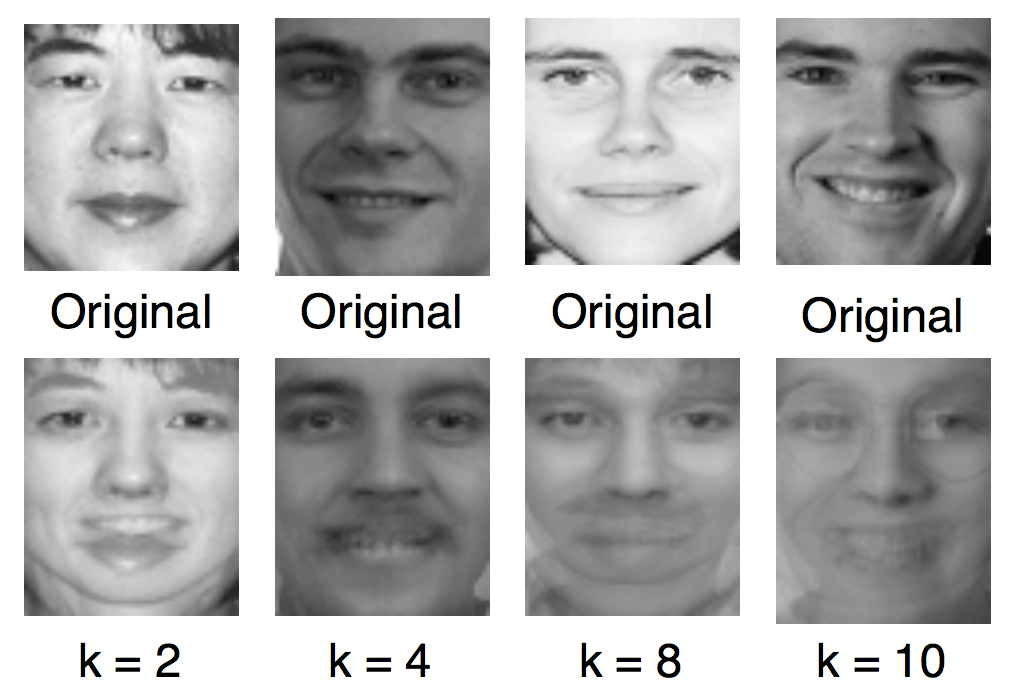 Original Original Original Original
k = 2 k = 4 k = 8 k = 10